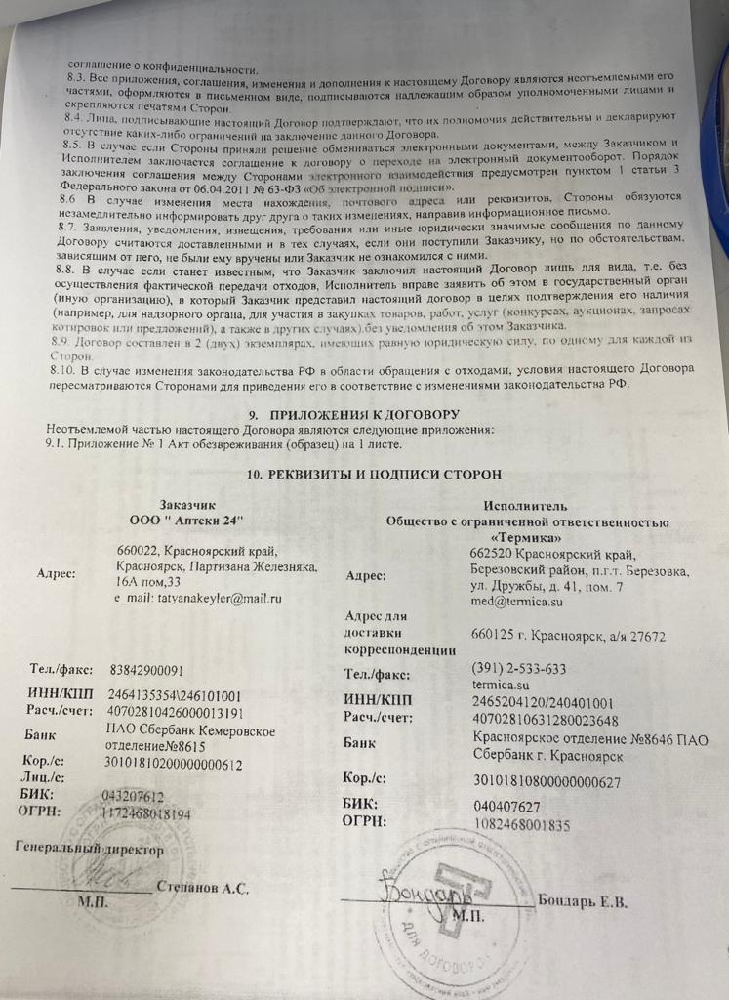 соглашение о конфиденциальности.
8.3. Все приложения, соглашения, изменения и дополнения к настоящему Договору являются неотъемлемыми его
частями, оформляются в письменном виде, подписываются надлежащим образом уполномоченными лицами и
скрепляются печатями Сторон.
8.4. Лица, подписывающие настоящий Договор подтверждают, что их полномочия действительны и декларируют
отсутствие каких-либо ограничений на заключение данного Договора.
8.5. В случае если Стороны приняли решение обмениваться электронными документами, между Заказчиком и
Исполнителем заключается соглашение к договору о переходе на электронный документооборот. Порядок
заключения соглашения между Сторонами электронного взаимодействия предусмотрен пунктом 1 статьи 3
Федерального закона от 06.04.2011 № 63-ФЗ «Об электронной подписи».
8.6 В случае изменения места нахождения, почтового адреса или реквизитов, Стороны обязуются
незамедлительно информировать друг друга о таких изменениях, направив информационное письмо.
8.7. Заявления, уведомления, извещения, требования или иные юридически значимые сообщения по данному
Договору считаются доставленными и в тех случаях, если они поступили Заказчику, но по обстоятельствам,
зависящим от него, не были ему вручены или Заказчик не ознакомился с ними.
8.8. В случае если станет известным, что Заказчик заключил настоящий Договор лишь для вида, т.е. без
осуществления фактической передачи отходов, Исполнитель вправе заявить об этом в государственный орган
(иную организацию), в который Заказчик представил настоящий договор в целях подтверждения его наличия
(например, для надзорного органа, для участия в закупках товаров, работ, услуг (конкурсах, аукционах, запросах
котировок или предложений), а также в других случаях) без уведомления об этом Заказчика.
8.9. Договор составлен в 2 (двух) экземплярах, имеющих равную юридическую силу, по одному для каждой из
Сторон.
8.10. В случае изменения законодательства РФ в области обращения с отходами, условия настоящего Договора
пересматриваются Сторонами для приведения его в соответствие с изменениями законодательства РФ.
9. ПРИЛОЖЕНИЯ К ДОГОВОРУ
Неотъемлемой частью настоящего Договора являются следующие приложения:
9.1. Приложение № 1 Акт обезвреживания (образец) на 1 листе.
10. РЕКВИЗИТЫ И ПОДПИСИ СТОРОН
Заказчик
ООО " Аптеки 24"
Адрес:
660022, Красноярский край,
Красноярск, Партизана Железняка,
16А пом,33
e_mail: tatyanakeyler@mail.ru
Тел./факс: 83842900091
ИНН/КПП 2464135354\246101001
Расч./счет: 40702810426000013191
Банк ПАО Сбербанк Кемеровское
отделение№8615
Кор./с: 30101810200000000612
Лиц./с:
БИК: 043207612
ОГРН: 1172468018194
Генеральный директор
Степанов А.С.
М.П.
Исполнитель
Общество с ограниченной ответственностью
«Термика»
Адрес:
662520 Красноярский край,
Березовский район, п.г.т. Березовка,
ул. Дружбы, д. 41, пом. 7
med@termica.su
Адрес для
доставки
корреспонденции
660125 г. Красноярск, а/я 27672
Тел./факс: (391) 2-533-633
termica.su
ИНН/КПП 2465204120/240401001
Расч./счет: 40702810631280023648
Банк Красноярское отделение №8646 ПАО
Сбербанк г. Красноярск
Кор./с: 30101810800000000627
БИК: 040407627
ОГРН: 1082468001835
Бондарь Бондарь Е.В.
М.П.
ДЛЯ ДОГОВОРОВ